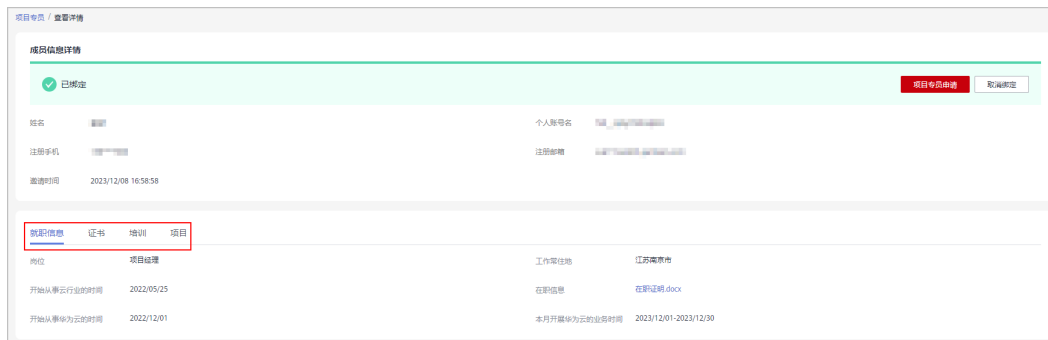 项目专员 / 查看详情
成员信息详情
已绑定 项目专员申请 取消绑定
姓名 个人账号名
注册手机 注册邮箱
邀请时间 2023/12/08 16:58:58
就职信息 证书 培训 项目
岗位 项目经理 工作常住地 江苏南京市
开始从事云行业的时间 2022/05/25 在职信息 在职证明.docx
开始从事华为云的时间 2022/12/01 本月开展华为云的业务时间 2023/12/01-2023/12/30